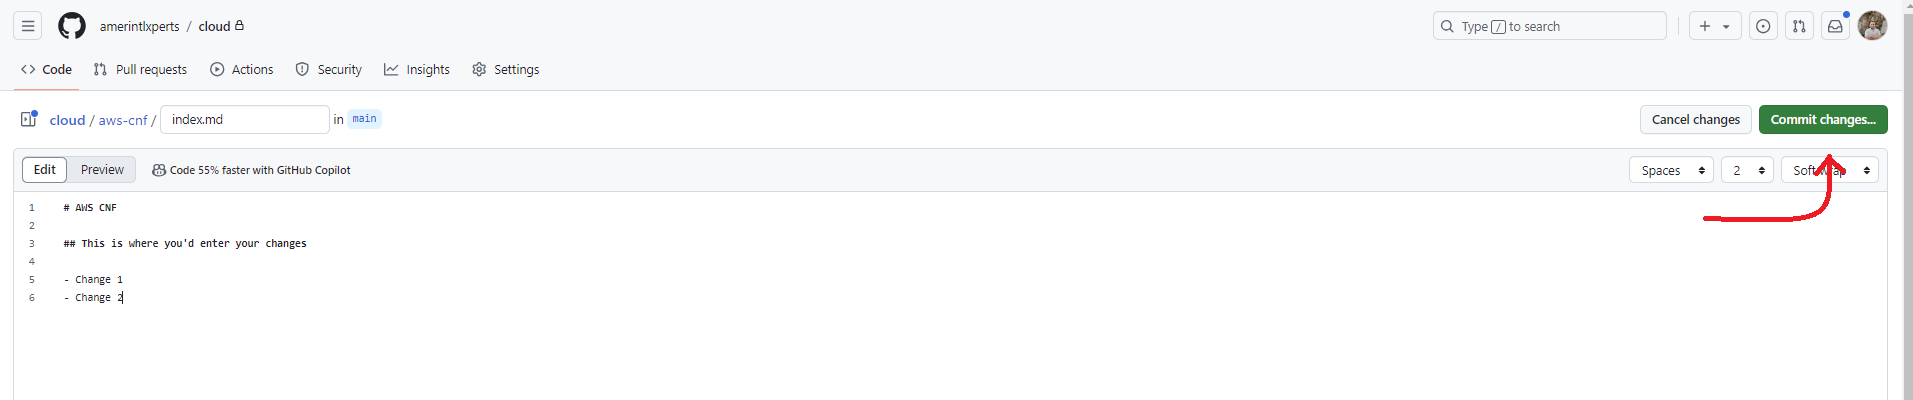 amerintlxperts / cloud
Type / to search
Code Pull requests Actions Security Insights Settings
cloud / aws-cnf / index.md in main
Cancel changes Commit changes...
Edit Preview Code 55% faster with GitHub Copilot
Spaces 2 Soft wrap
1 # AWS CNF
2
3 ## This is where you'd enter your changes
4
5 - Change 1
6 - Change 2